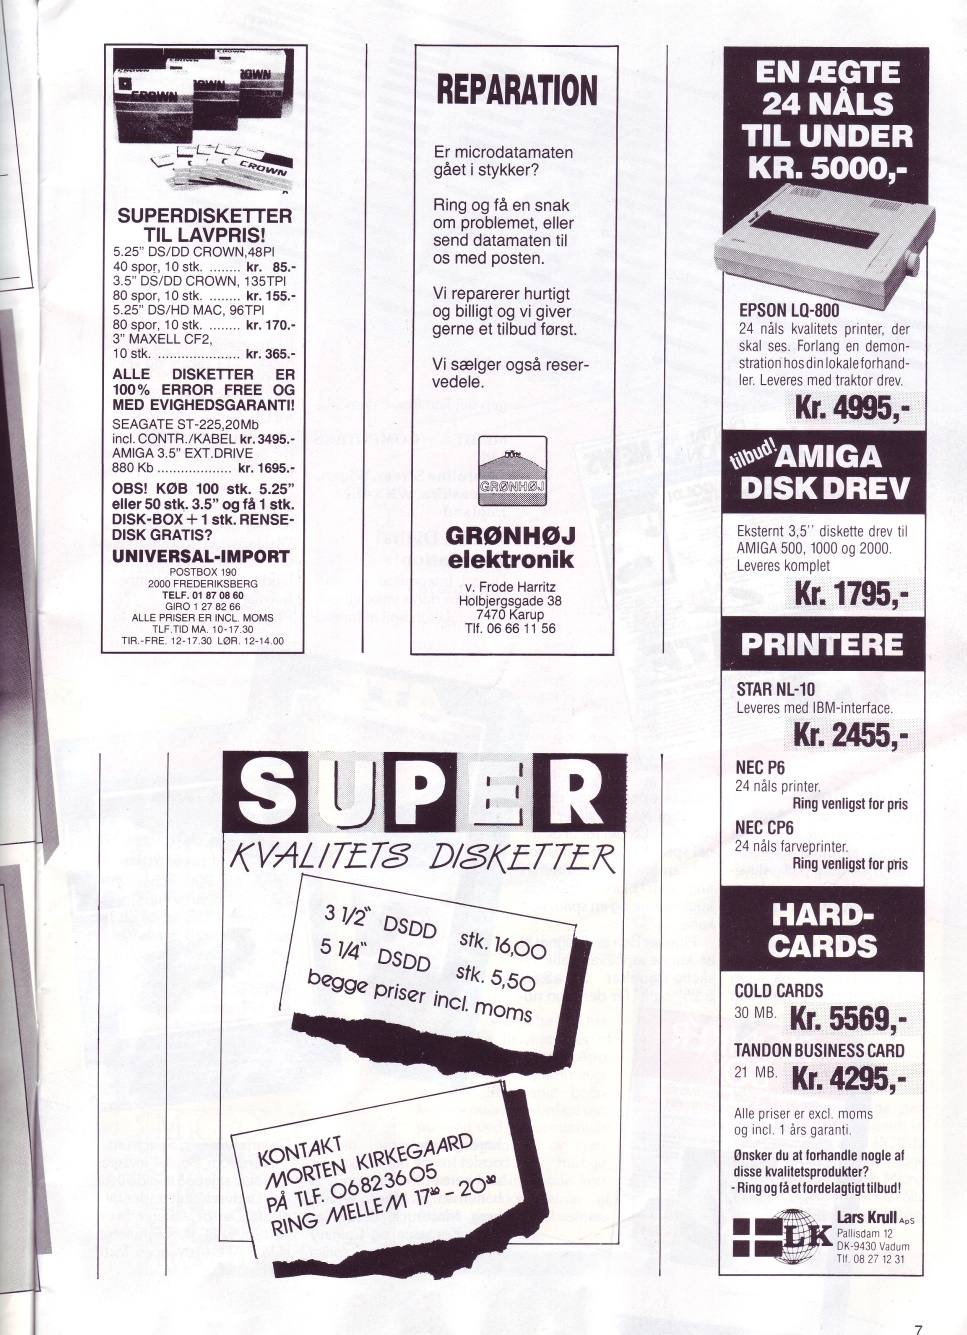 CROWN
CROWN
CROWN
CROWN
SUPERDISKETTER
TIL LAVPRIS!
5.25" DS/DD CROWN,48PI
40 spor, 10 stk. ........ kr. 85.-
3.5" DS/DD CROWN, 135TPI
80 spor, 10 stk. ........ kr. 155.-
5.25" DS/HD MAC, 96TPI
80 spor, 10 stk. ........ kr. 170.-
3" MAXELL CF2,
10 stk. ...................... kr. 365.-
ALLE DISKETTER ER
100% ERROR FREE OG
MED EVIGHEDSGARANTI!
SEAGATE ST-225,20Mb
incl.CONTR./KABEL kr.3495.-
AMIGA 3.5" EXT.DRIVE
880 Kb .................... kr. 1695.-
OBS! KØB 100 stk. 5.25"
eller 50 stk. 3.5" og få 1 stk.
DISK-BOX + 1 stk. RENSE-
DISK GRATIS?
UNIVERSAL-IMPORT
POSTBOX 190
2000 FREDERIKSBERG
TELF. 01 87 08 60
GIRO 1 27 82 66
ALLE PRISER ER INCL. MOMS
TLF.TID MA. 10-17.30
TIR.-FRE. 12-17.30 LØR. 12-14.00
REPARATION
Er microdatamaten
gået i stykker?
Ring og få en snak
om problemet, eller
send datamaten til
os med posten.
Vi reparerer hurtigt
og billigt og vi giver
gerne et tilbud først.
Vi sælger også reser-
vedele.
GRØNHØJ
GRØNHØJ
elektronik
v. Frode Harritz
Holbjergsgade 38
7470 Karup
Tlf. 06 66 11 56
EN ÆGTE
24 NÅLS
TIL UNDER
KR. 5000,-
EPSON LQ-800
24 nåls kvalitets printer, der
skal ses. Forlang en demon-
stration hos din lokale forhand-
ler. Leveres med traktor drev.
Kr. 4995,-
tilbud! AMIGA
DISK DREV
Eksternt 3,5'' diskette drev til
AMIGA 500, 1000 og 2000.
Leveres komplet
Kr. 1795,-
PRINTERE
STAR NL-10
Leveres med IBM-interface.
Kr. 2455,-
NEC P6
24 nåls printer.
Ring venligst for pris
NEC CP6
24 nåls farveprinter.
Ring venligst for pris
HARD-
CARDS
COLD CARDS
30 MB. Kr. 5569,-
TANDON BUSINESS CARD
21 MB. Kr. 4295,-
Alle priser er excl. moms
og incl. 1 års garanti.
Ønsker du at forhandle nogle af
disse kvalitetsprodukter?
- Ring og få et fordelagtigt tilbud!
LK
Lars Krull ApS
Pallisdam 12
DK-9430 Vadum
Tlf. 08 27 12 31
SUPER
KVALITETS DISKETTER
3 1/2" DSDD stk. 16,00
5 1/4" DSDD stk. 5,50
begge priser incl. moms
KONTAKT
MORTEN KIRKEGAARD
PÅ TLF. 06823605
RING MELLEM 17⁰⁰ - 20³⁰
7